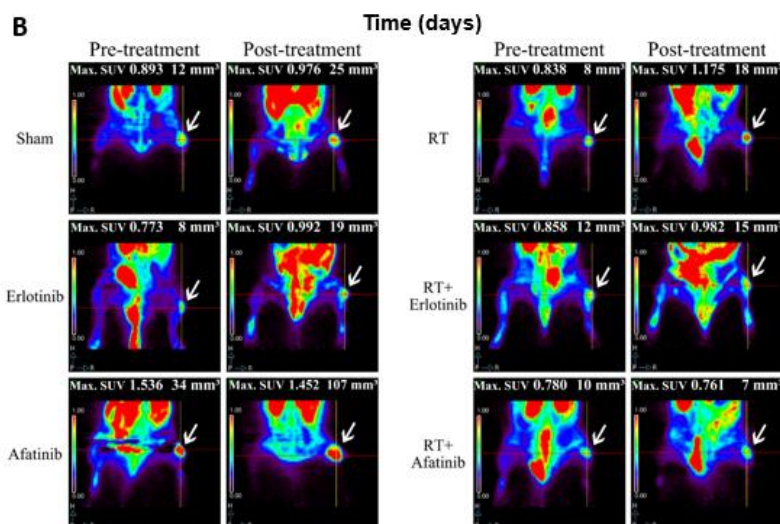 B
Time (days)
Pre-treatment Post-treatment Pre-treatment Post-treatment
Max. SUV 0.893 12 mm³ Max. SUV 0.976 25 mm³ Max. SUV 0.838 8 mm³ Max. SUV 1.175 18 mm³
Sham RT
Max. SUV 0.773 8 mm³ Max. SUV 0.992 19 mm³ Max. SUV 0.858 12 mm³ Max. SUV 0.982 15 mm³
Erlotinib RT+
Erlotinib
Max. SUV 1.536 34 mm³ Max. SUV 1.452 107 mm³ Max. SUV 0.780 10 mm³ Max. SUV 0.761 7 mm³
Afatinib RT+
Afatinib